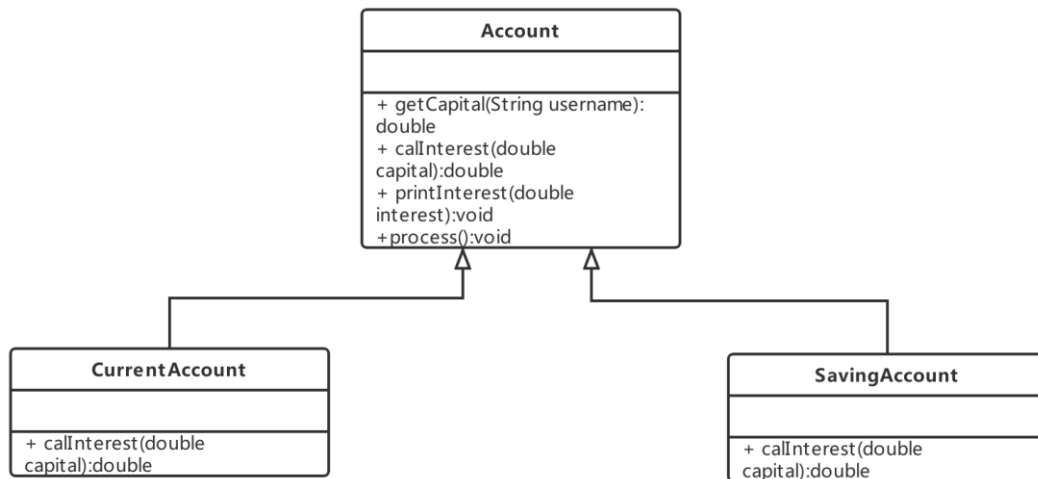 Account
+ getCapital(String username):
double
+ calInterest(double
capital):double
+ printInterest(double
interest):void
+process():void
CurrentAccount
+ calInterest(double
capital):double
SavingAccount
+ calInterest(double
capital):double